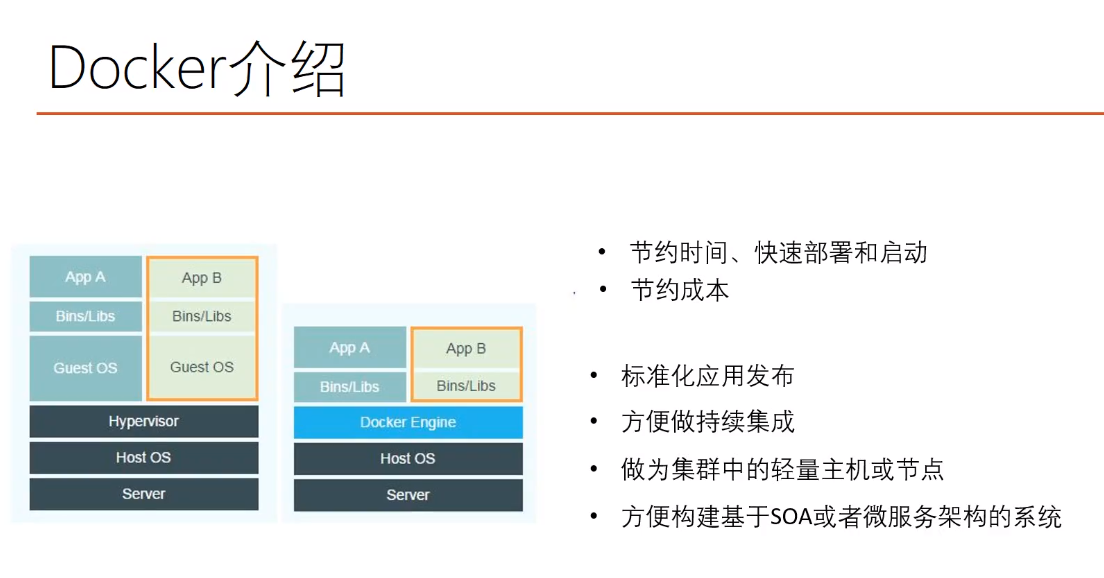 Docker介绍
App A
App B
Bins/Libs
Bins/Libs
Guest OS
Guest OS
Hypervisor
Host OS
Server
App A
App B
Bins/Libs
Bins/Libs
Docker Engine
Host OS
Server
• 节约时间、快速部署和启动
• 节约成本
• 标准化应用发布
• 方便做持续集成
• 做为集群中的轻量主机或节点
• 方便构建基于SOA或者微服务架构的系统